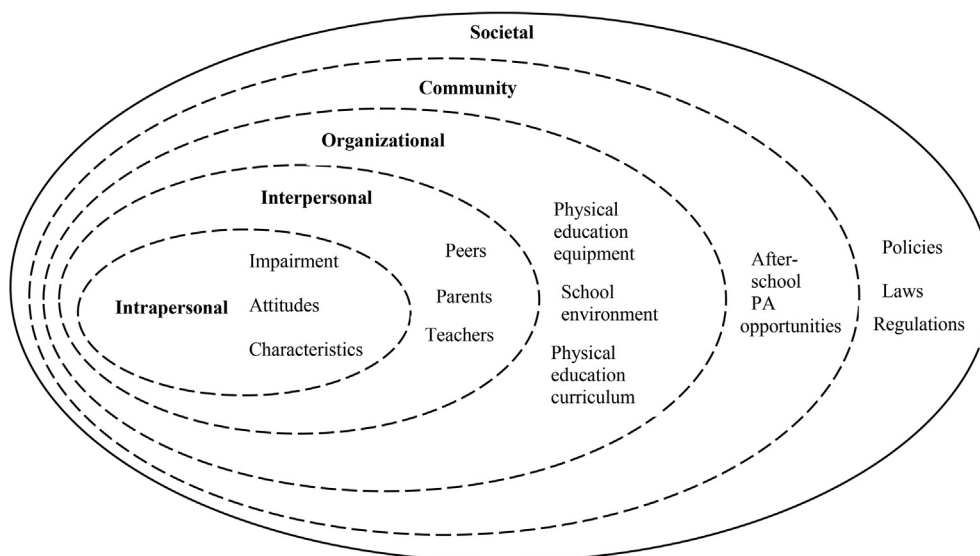 Societal
Community
Organizational
Interpersonal
Intrapersonal
Impairment
Attitudes
Characteristics
Peers
Parents
Teachers
Physical
education
equipment
School
environment
Physical
education
curriculum
After-
school
PA
opportunities
Policies
Laws
Regulations